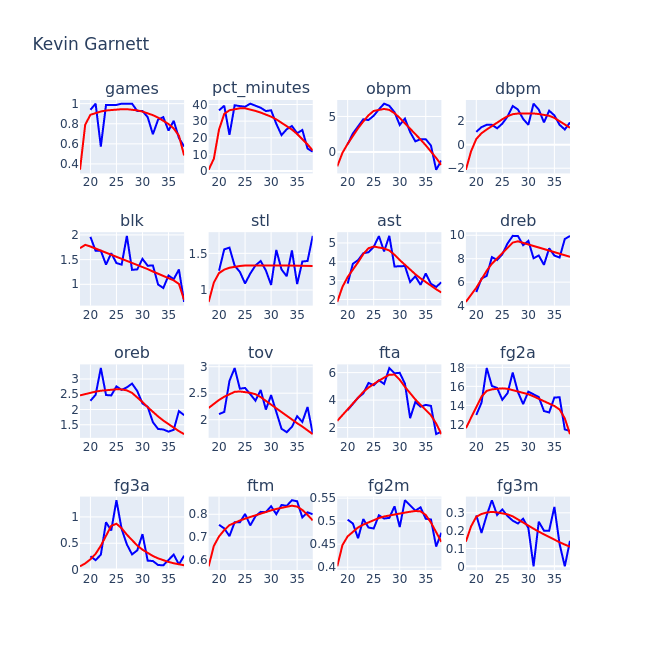 Kevin Garnett
games pct_minutes obpm dbpm
1 0.8 0.6 0.4 40 30 20 10 0 5 0 2 0 −2
20 25 30 35 20 25 30 35 20 25 30 35 20 25 30 35
blk stl ast dreb
2 1.5 1 1.5 1 5 4 3 2 10 8 6 4
20 25 30 35 20 25 30 35 20 25 30 35 20 25 30 35
oreb tov fta fg2a
3 2.5 2 1.5 3 2.5 2 6 4 2 18 16 14 12
20 25 30 35 20 25 30 35 20 25 30 35 20 25 30 35
fg3a ftm fg2m fg3m
1 0.5 0 0.8 0.7 0.6 0.55 0.5 0.45 0.4 0.3 0.2 0.1 0
20 25 30 35 20 25 30 35 20 25 30 35 20 25 30 35